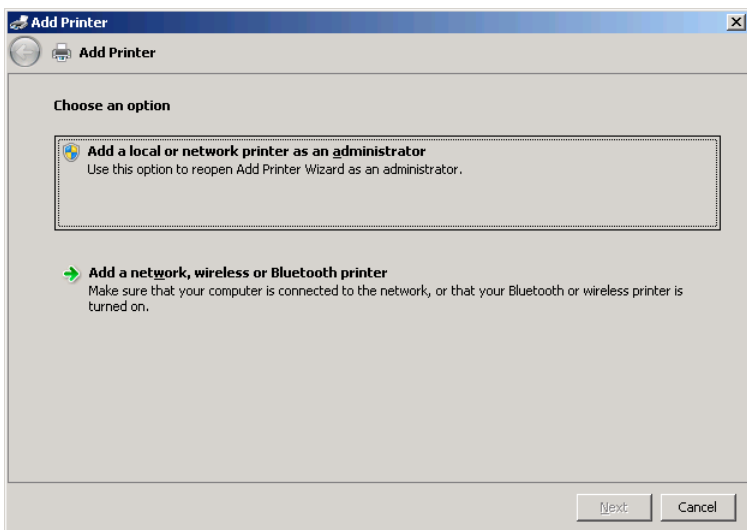 Add Printer
Add Printer
Choose an option
Add a local or network printer as an administrator
Use this option to reopen Add Printer Wizard as an administrator.
Add a network, wireless or Bluetooth printer
Make sure that your computer is connected to the network, or that your Bluetooth or wireless printer is
turned on.
Next
Cancel